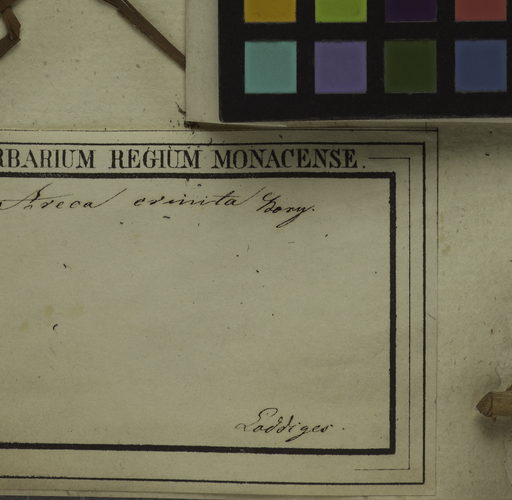 RBARIUM REGIUM MONACENSE.
Areca crinita Bory.
Loddiges.